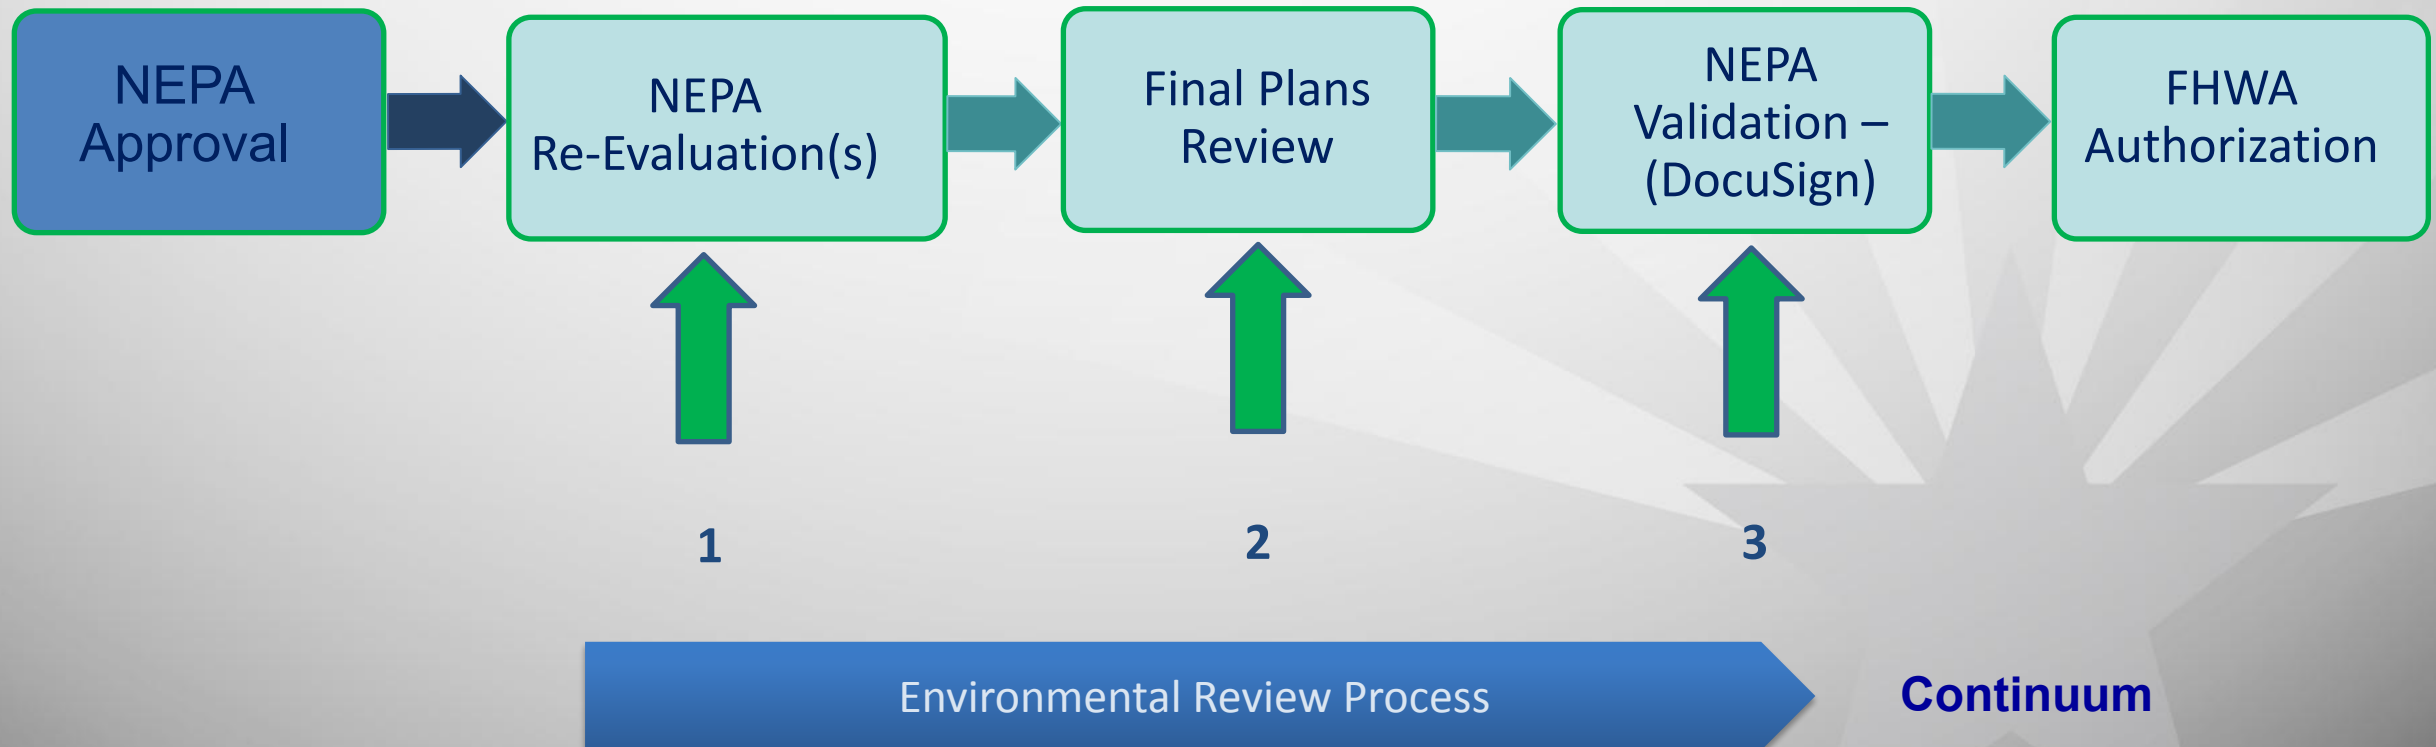 NEPA
Approval
NEPA
Re-Evaluation(s)
Final Plans
Review
NEPA
Validation –
(DocuSign)
FHWA
Authorization
1
2
3
Environmental Review Process
Continuum